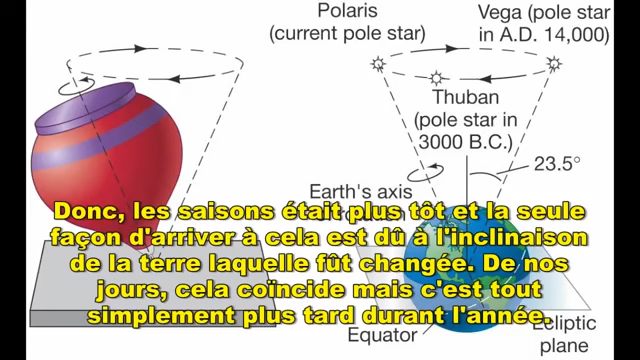 Polaris
(current pole star)
Vega (pole star
in A.D. 14,000)
Thuban
(pole star in
3000 B.C.)
23.5°
Earth's axis
Donc, les saisons était plus tôt et la seule
façon d'arriver à cela est dû à l'inclinaison
de la terre laquelle fût changée. De nos
jours, cela coïncide mais c'est tout
simplement plus tard durant l'année.
Equator
Ecliptic
plane